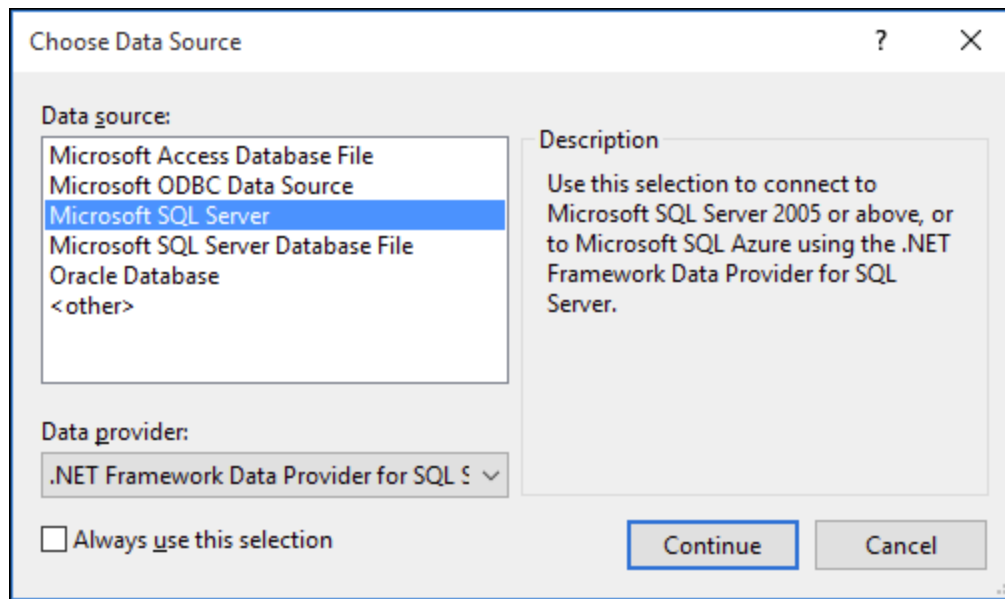 Choose Data Source
?
Data source:
Microsoft Access Database File
Microsoft ODBC Data Source
Microsoft SQL Server
Microsoft SQL Server Database File
Oracle Database
<other>
Description
Use this selection to connect to
Microsoft SQL Server 2005 or above, or
to Microsoft SQL Azure using the .NET
Framework Data Provider for SQL
Server.
Data provider:
.NET Framework Data Provider for SQL S
Always use this selection
Continue
Cancel